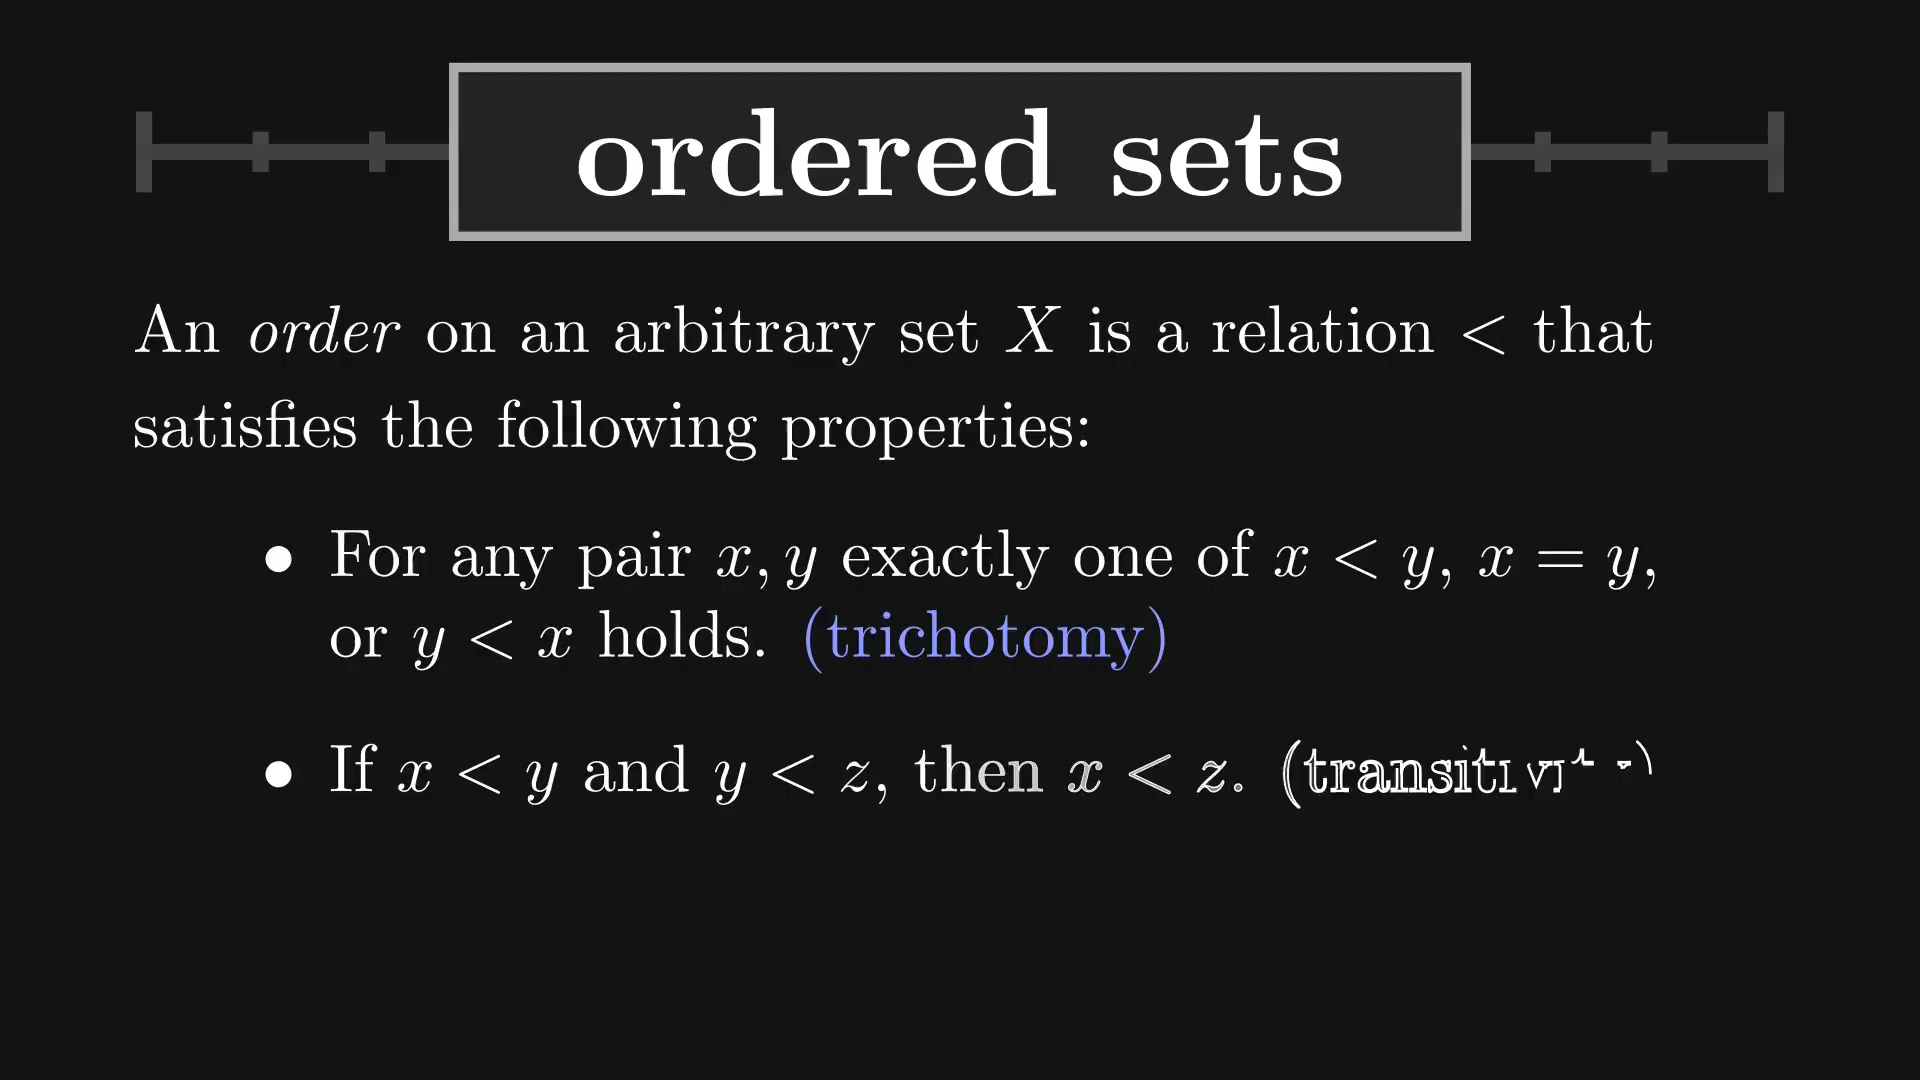 ordered sets
An order on an arbitrary set X is a relation < that
satisfies the following properties:
• For any pair x, y exactly one of x < y, x = y,
or y < x holds. (trichotomy)
• If x < y and y < z, then x < z.